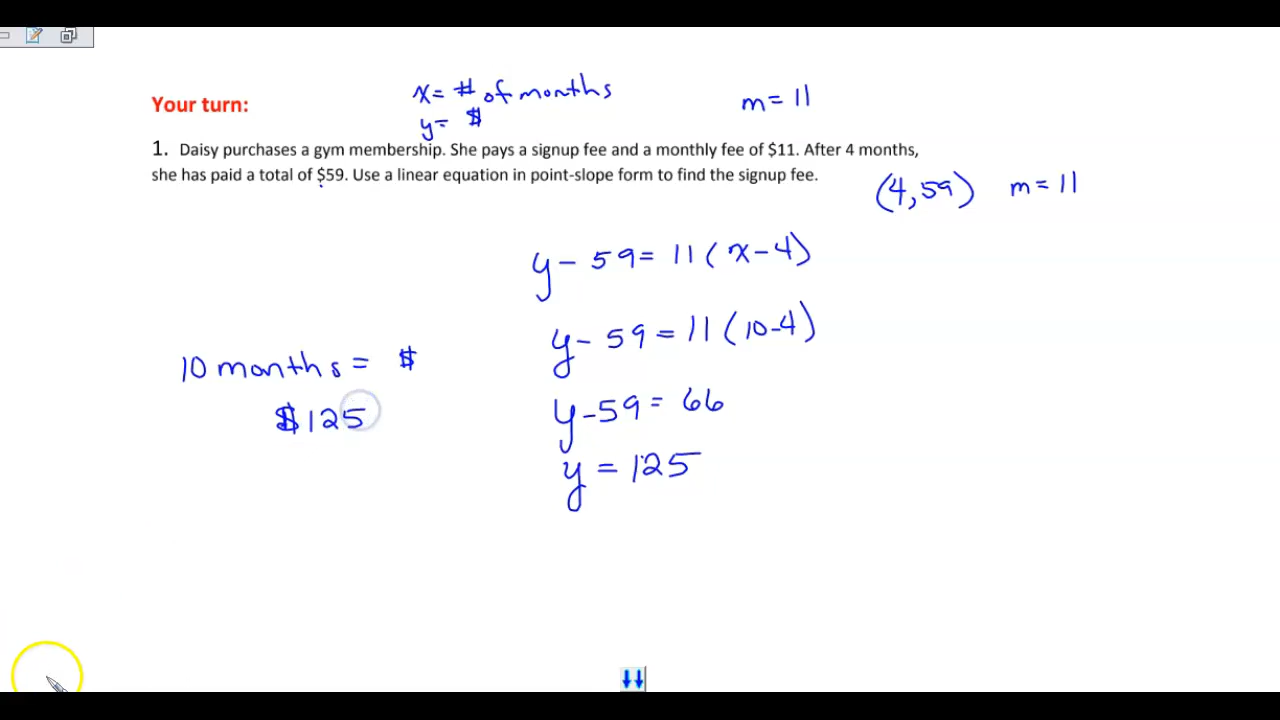 x = # of months
m = 11
Your turn:
y = $
1. Daisy purchases a gym membership. She pays a signup fee and a monthly fee of $11. After 4 months,
she has paid a total of $59. Use a linear equation in point-slope form to find the signup fee.
(4,59) m = 11
y - 59 = 11 (x - 4)
y - 59 = 11 (10-4)
10 months = $
$125
y - 59 = 66
y = 125